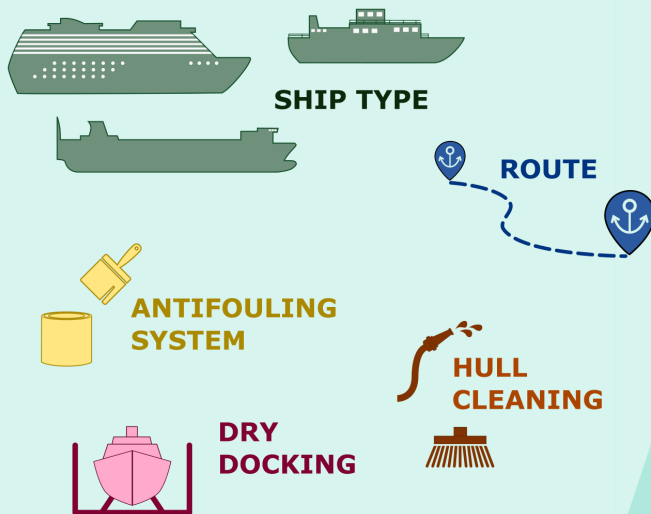 SHIP TYPE
ROUTE
ANTIFOULING
SYSTEM
HULL
CLEANING
DRY
DOCKING